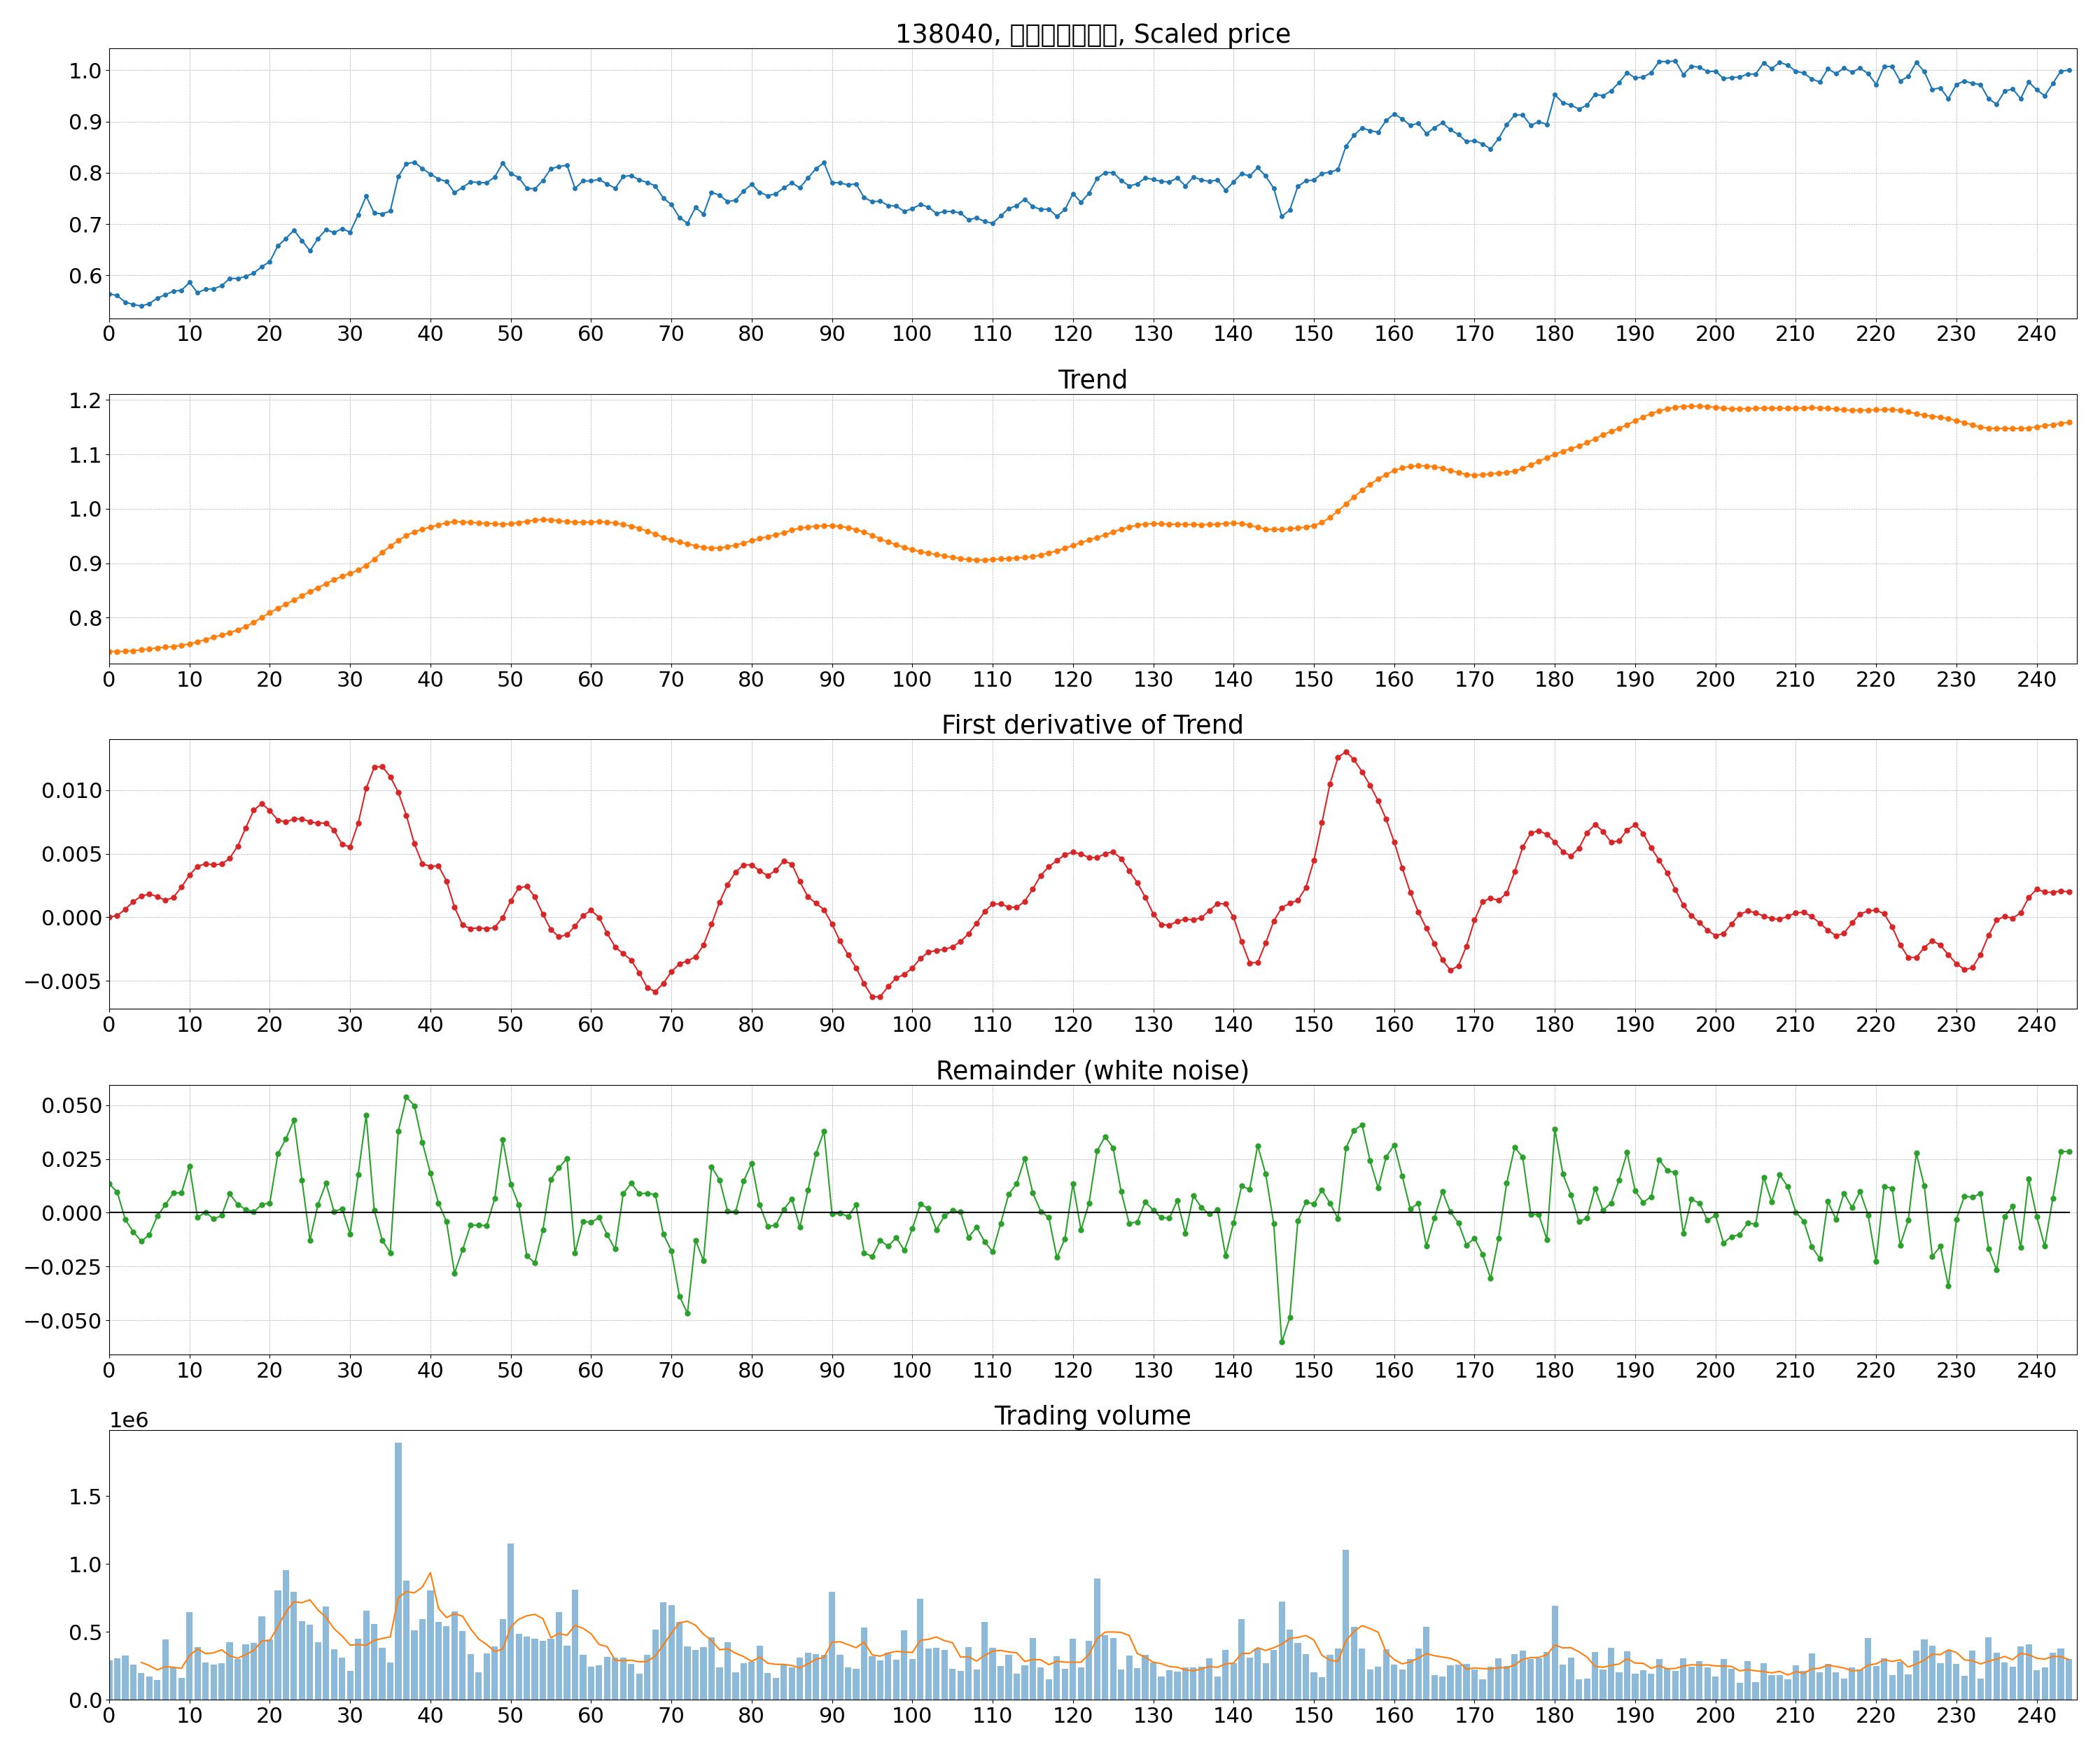 138040, □□□□□□□, Scaled price
1.0
0.9
0.8
0.7
0.6
0 10 20 30 40 50 60 70 80 90 100 110 120 130 140 150 160 170 180 190 200 210 220 230 240
Trend
1.2
1.1
1.0
0.9
0.8
0 10 20 30 40 50 60 70 80 90 100 110 120 130 140 150 160 170 180 190 200 210 220 230 240
First derivative of Trend
0.010
0.005
0.000
−0.005
0 10 20 30 40 50 60 70 80 90 100 110 120 130 140 150 160 170 180 190 200 210 220 230 240
Remainder (white noise)
0.050
0.025
0.000
−0.025
−0.050
0 10 20 30 40 50 60 70 80 90 100 110 120 130 140 150 160 170 180 190 200 210 220 230 240
Trading volume
1e6
1.5
1.0
0.5
0.0
0 10 20 30 40 50 60 70 80 90 100 110 120 130 140 150 160 170 180 190 200 210 220 230 240